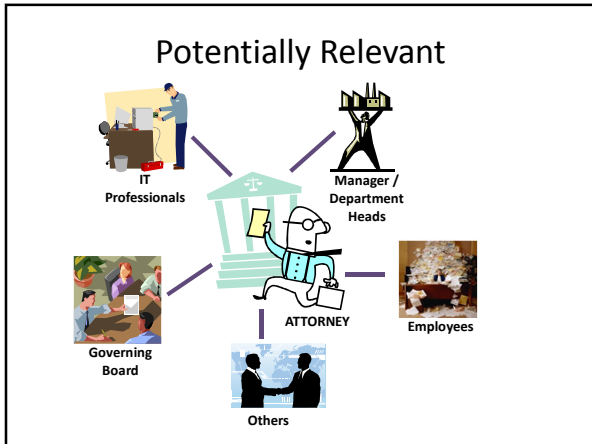 Potentially Relevant
IT
Professionals
Manager /
Department
Heads
ATTORNEY
Employees
Governing
Board
Others